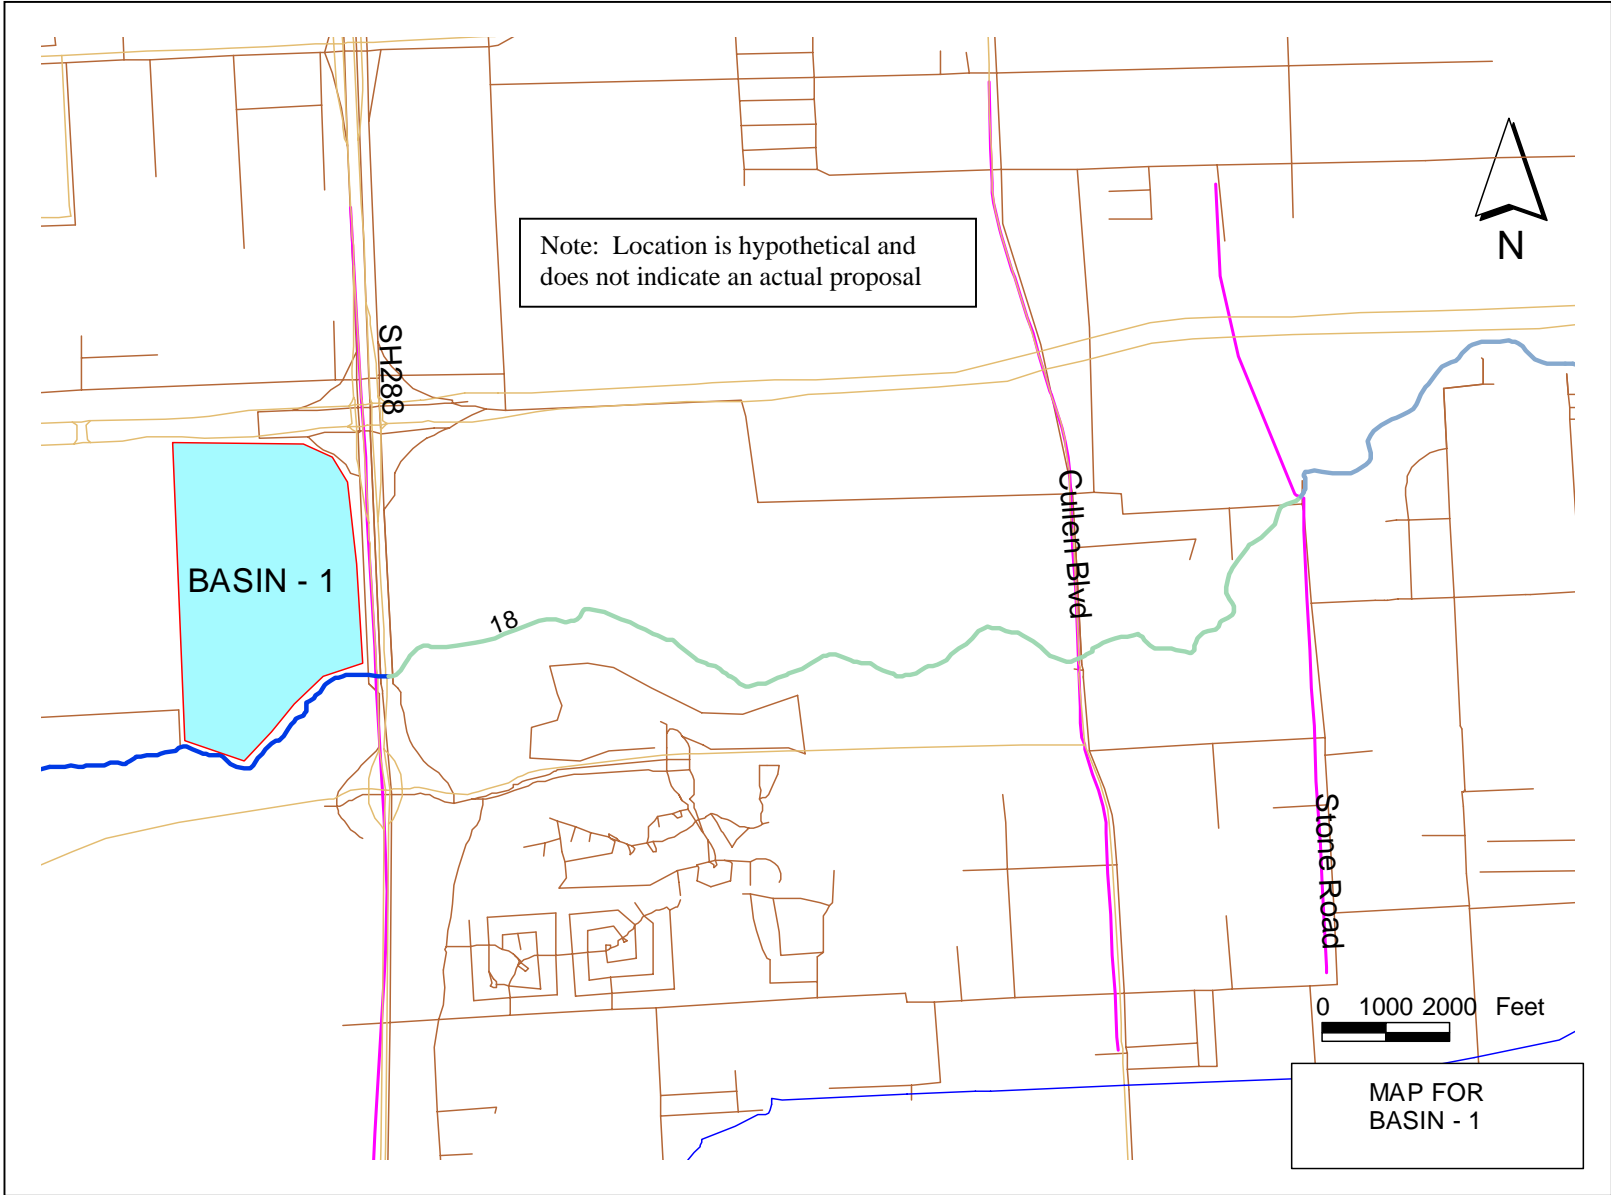 Note: Location is hypothetical and
does not indicate an actual proposal
N
SH288
Cullen Blvd
BASIN - 1
18
Stone Road
0 1000 2000 Feet
MAP FOR
BASIN - 1